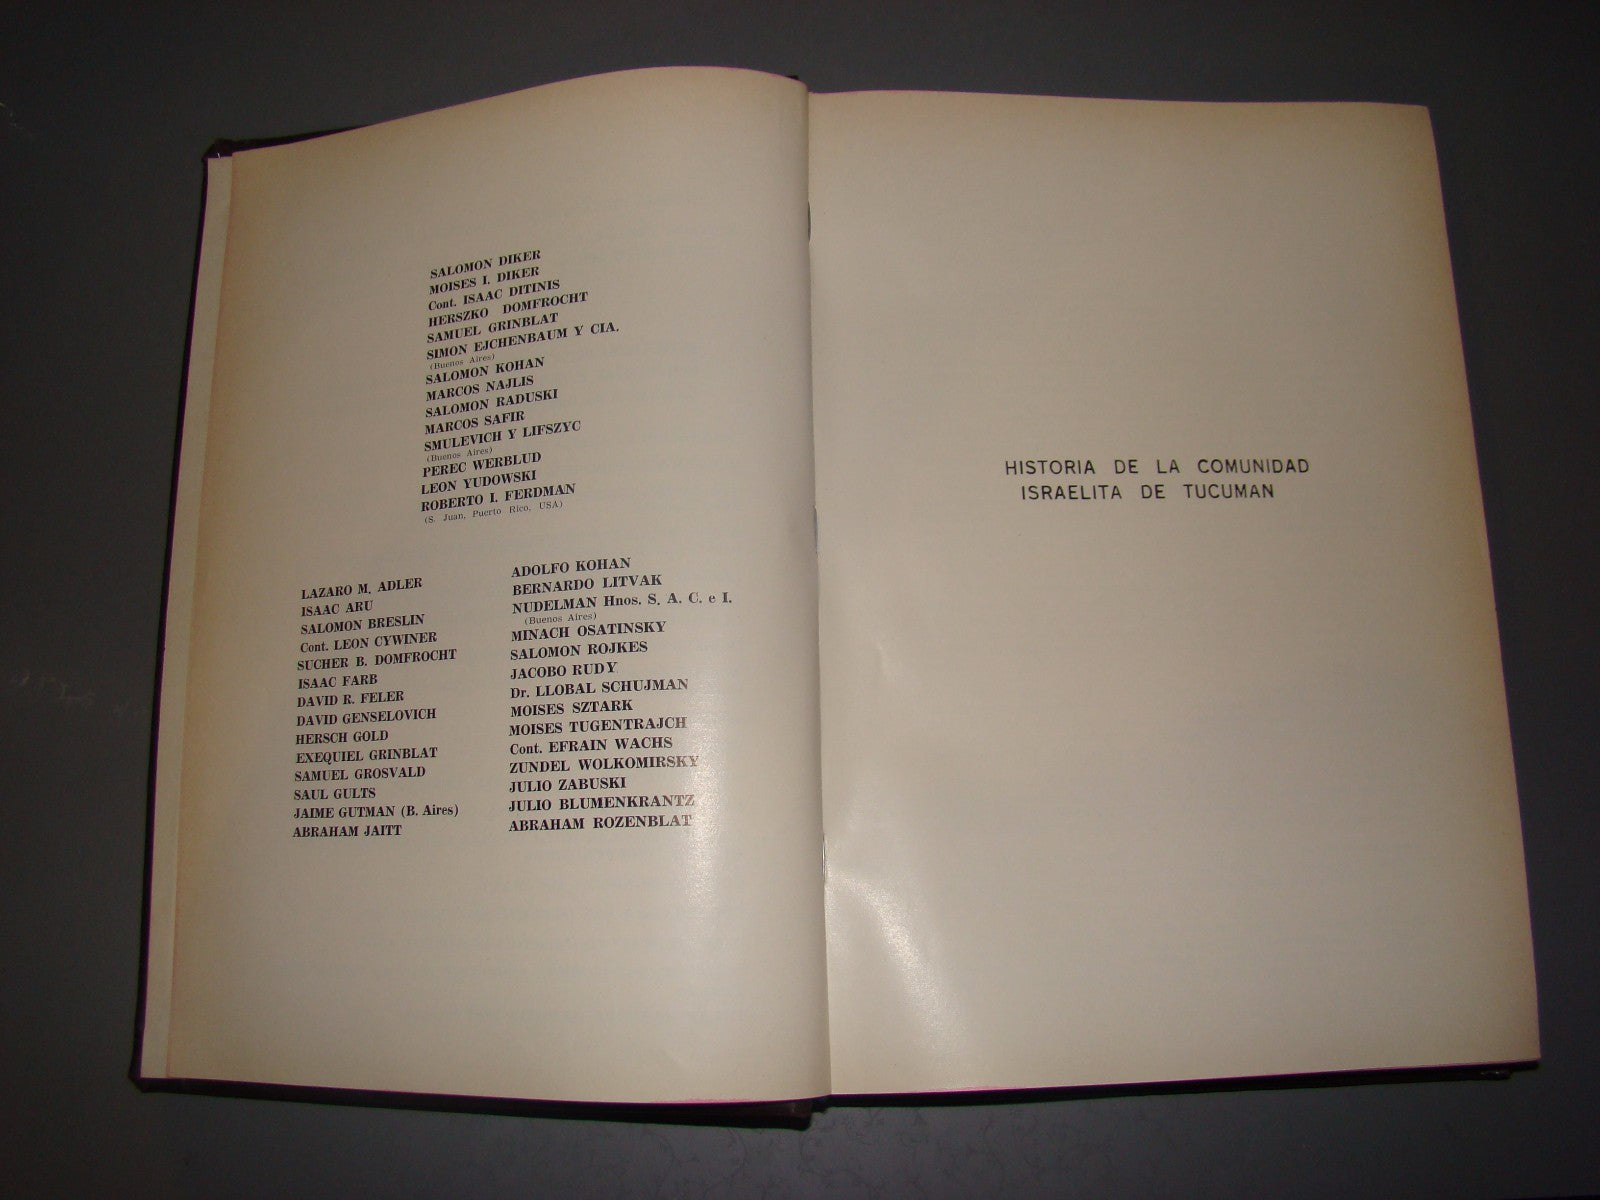 SALOMON DIKER
MOISES I. DIKER
Cont. ISAAC DITINIS
HERSZKO DOMFROCHT
SAMUEL GRINBLAT
SIMON EJCHENBAUM Y CIA.
(Buenos Aires)
SALOMON KOHAN
MARCOS NAJLIS
SALOMON RADUSKI
MARCOS SAFIR
SMULEVICH Y LIFSZYC
(Buenos Aires)
PEREC WERBLUD
LEON YUDOWSKI
ROBERTO I. FERDMAN
(S. Juan, Puerto Rico, USA)
LAZARO M. ADLER
ISAAC ARU
SALOMON BRESLIN
Cont. LEON CYWINER
SUCHER B. DOMFROCHT
ISAAC FARB
DAVID R. FELER
DAVID GENSELOVICH
HERSCH GOLD
EXEQUIEL GRINBLAT
SAMUEL GROSVALD
SAUL GULTS
JAIME GUTMAN (B. Aires)
ABRAHAM JAITT
ADOLFO KOHAN
BERNARDO LITVAK
NUDELMAN Hnos. S. A. C. e I.
(Buenos Aires)
MINACH OSATINSKY
SALOMON ROJKES
JACOBO RUDY
Dr. LLOBAL SCHUJMAN
MOISES SZTARK
MOISES TUGENTRAJCH
Cont. EFRAIN WACHS
ZUNDEL WOLKOMIRSKY
JULIO ZABUSKI
JULIO BLUMENKRANTZ
ABRAHAM ROZENBLAT
HISTORIA DE LA COMUNIDAD
ISRAELITA DE TUCUMAN